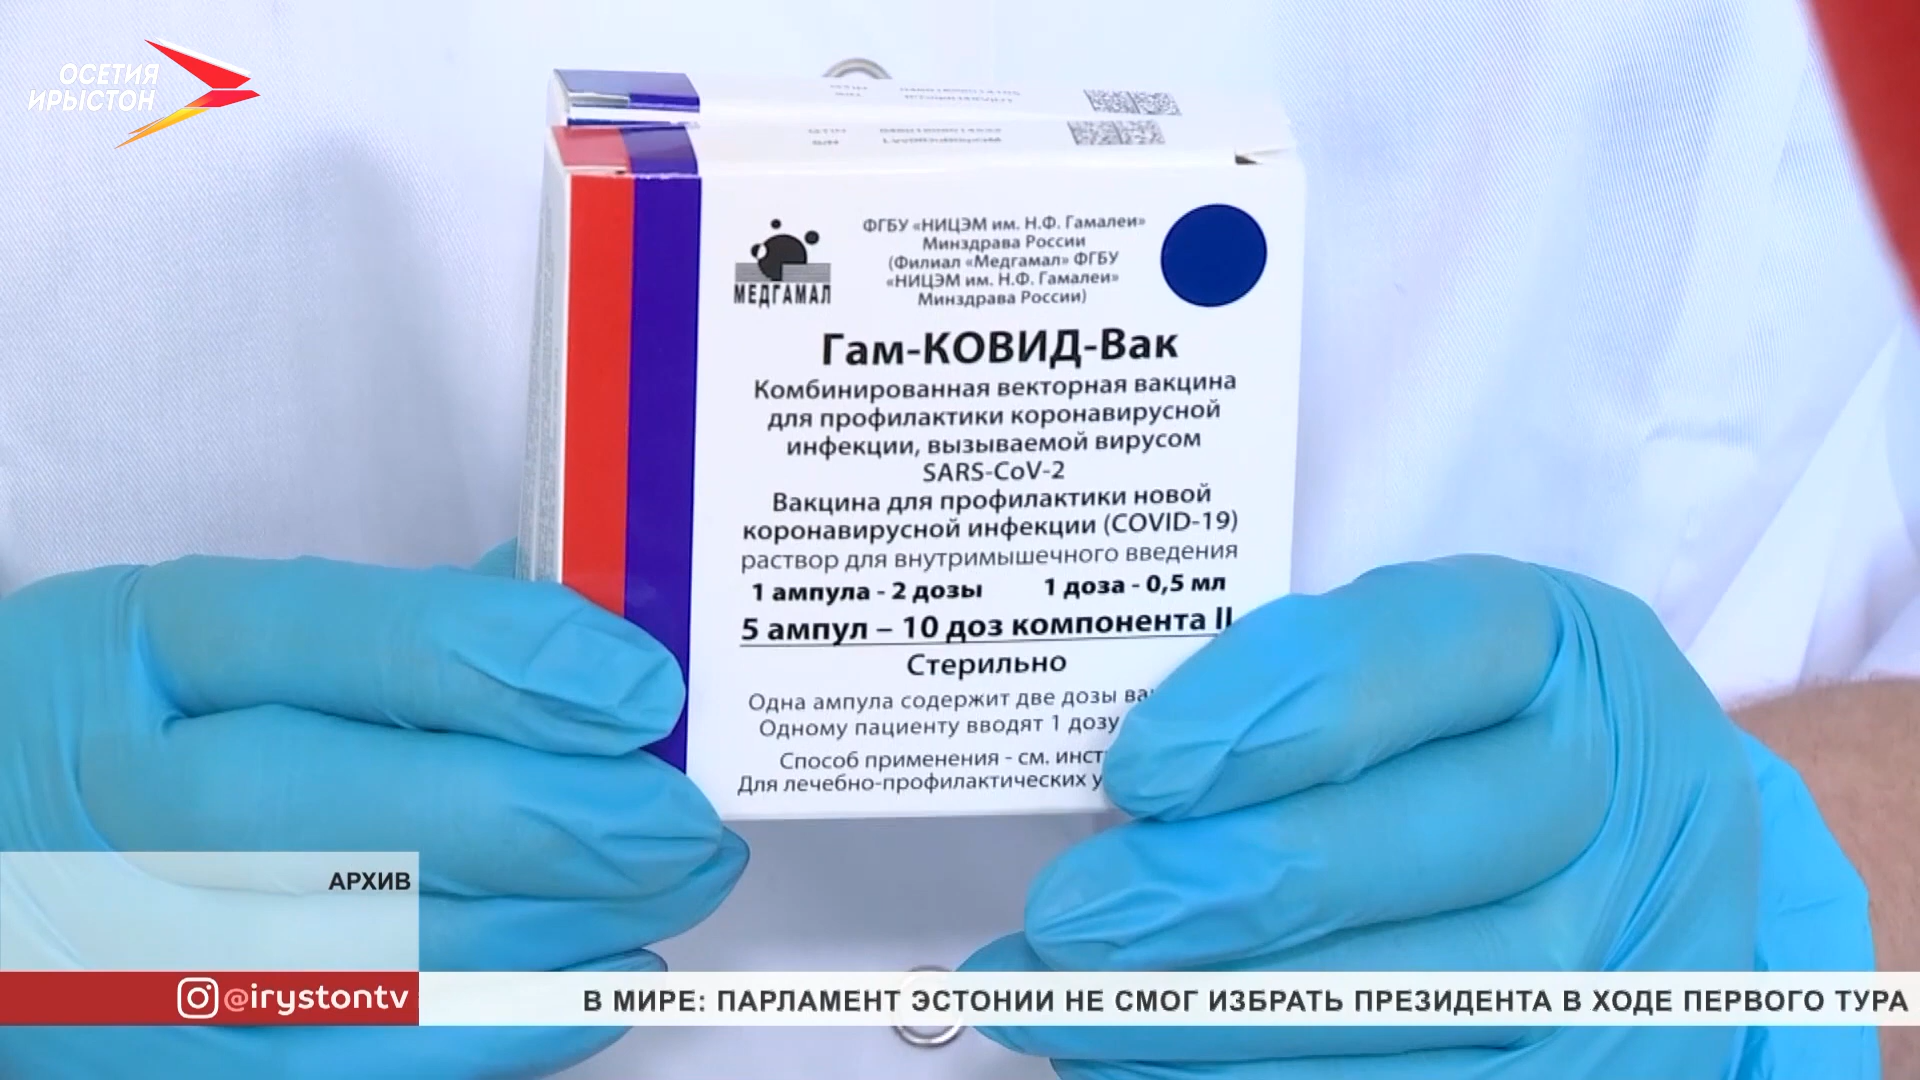 ОСЕТИЯ
ИРЫСТОН
GTIN
S/N
МЕДГАМАЛ
ФГБУ «НИЦЭМ им. Н.Ф. Гамалеи»
Минздрава России
(Филиал «Медгамал» ФГБУ
«НИЦЭМ им. Н.Ф. Гамалеи»
Минздрава России)
Гам-КОВИД-Вак
Комбинированная векторная вакцина
для профилактики коронавирусной
инфекции, вызываемой вирусом
SARS-CoV-2
Вакцина для профилактики новой
коронавирусной инфекции (COVID-19)
раствор для внутримышечного введения
1 ампула - 2 дозы 1 доза - 0,5 мл
5 ампул – 10 доз компонента II
Стерильно
Одна ампула содержит две дозы ва
Одному пациенту вводят 1 дозу
Способ применения - см. инст
Для лечебно-профилактических у
АРХИВ
@irystontv
В МИРЕ: ПАРЛАМЕНТ ЭСТОНИИ НЕ СМОГ ИЗБРАТЬ ПРЕЗИДЕНТА В ХОДЕ ПЕРВОГО ТУРА